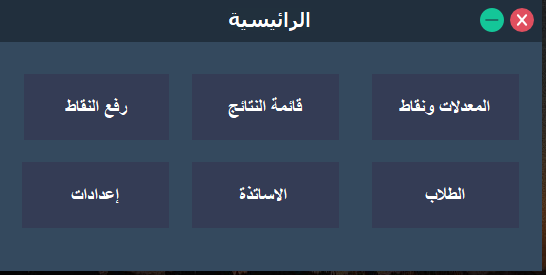 الرائيسية
المعدلات ونقاط
قائمة النتائج
رفع النقاط
الطلاب
الاساتذة
إعدادات